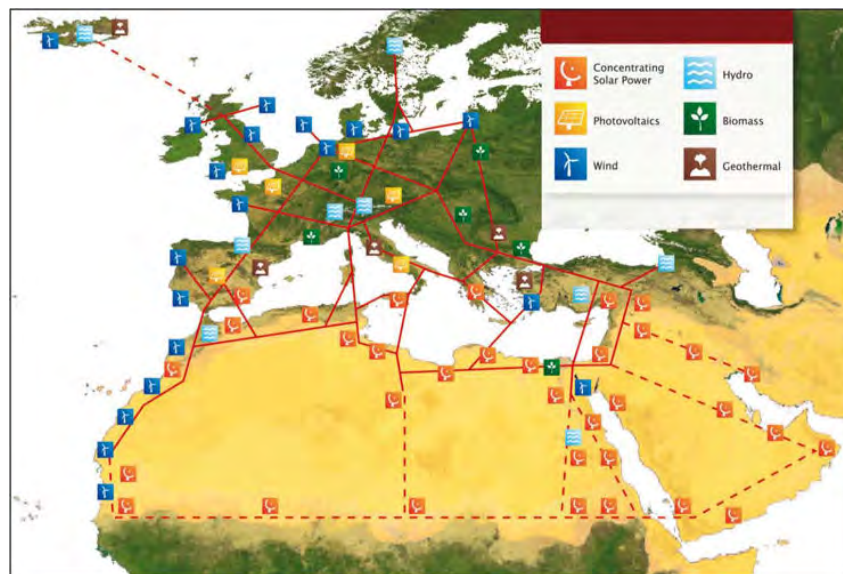 Concentrating
Solar Power
Hydro
Photovoltaics
Biomass
Wind
Geothermal